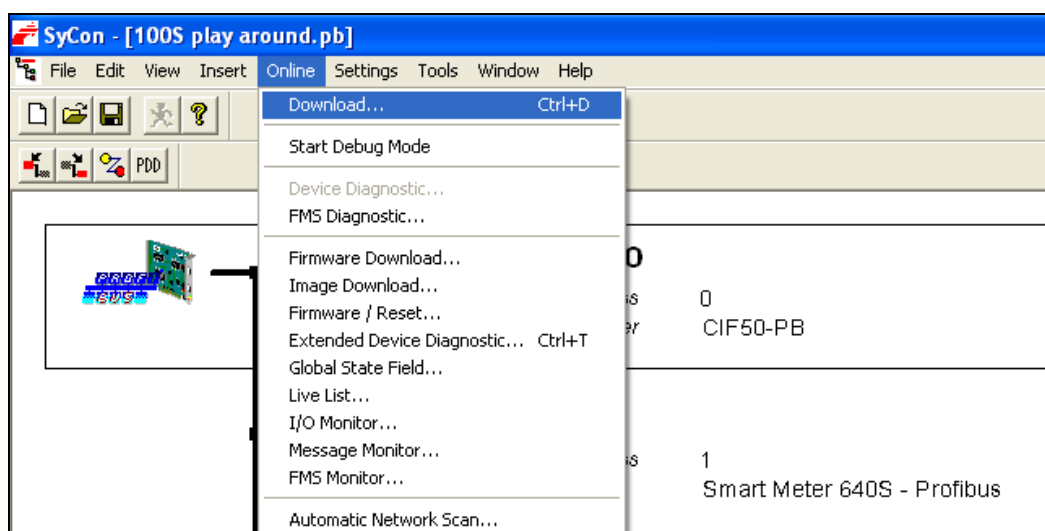 SyCon - [100S play around.pb]
File Edit View Insert Online Settings Tools Window Help
PDD
Download... Ctrl+D
Start Debug Mode
Device Diagnostic...
FMS Diagnostic...
Firmware Download...
Image Download...
Firmware / Reset...
Extended Device Diagnostic... Ctrl+T
Global State Field...
Live List...
I/O Monitor...
Message Monitor...
FMS Monitor...
Automatic Network Scan...
0
CIF50-PB
1
Smart Meter 640S - Profibus